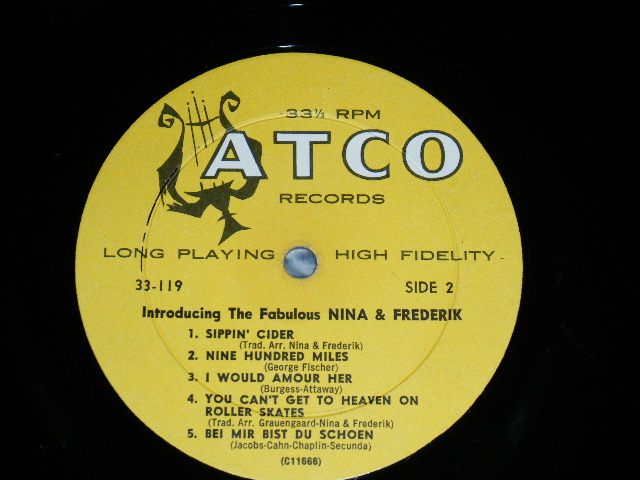 33⅓ RPM
ATCO
RECORDS
LONG PLAYING HIGH FIDELITY
33-119 SIDE 2
Introducing The Fabulous NINA & FREDERIK
1. SIPPIN' CIDER
(Trad. Arr. Nina & Frederik)
2. NINE HUNDRED MILES
(George Fischer)
3. I WOULD AMOUR HER
(Burgess-Attaway)
4. YOU CAN'T GET TO HEAVEN ON
ROLLER SKATES
(Trad. Arr. Grauengaard-Nina & Frederik)
5. BEI MIR BIST DU SCHOEN
(Jacobs-Cahn-Chaplin-Secunda)
(C11666)